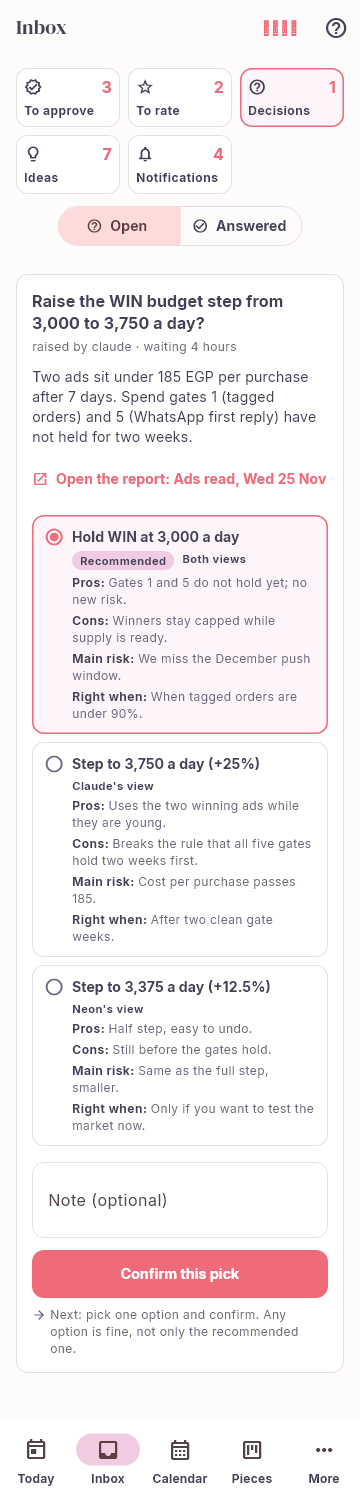 Inbox
3
To approve
2
To rate
1
Decisions
7
Ideas
4
Notifications
Open
Answered
Raise the WIN budget step from
3,000 to 3,750 a day?
raised by claude · waiting 4 hours
Two ads sit under 185 EGP per purchase
after 7 days. Spend gates 1 (tagged
orders) and 5 (WhatsApp first reply) have
not held for two weeks.
Open the report: Ads read, Wed 25 Nov
Hold WIN at 3,000 a day
Recommended Both views
Pros: Gates 1 and 5 do not hold yet; no
new risk.
Cons: Winners stay capped while
supply is ready.
Main risk: We miss the December push
window.
Right when: When tagged orders are
under 90%.
Step to 3,750 a day (+25%)
Claude's view
Pros: Uses the two winning ads while
they are young.
Cons: Breaks the rule that all five gates
hold two weeks first.
Main risk: Cost per purchase passes
185.
Right when: After two clean gate
weeks.
Step to 3,375 a day (+12.5%)
Neon's view
Pros: Half step, easy to undo.
Cons: Still before the gates hold.
Main risk: Same as the full step,
smaller.
Right when: Only if you want to test the
market now.
Note (optional)
Confirm this pick
→ Next: pick one option and confirm. Any
option is fine, not only the recommended
one.
Today Inbox Calendar Pieces More